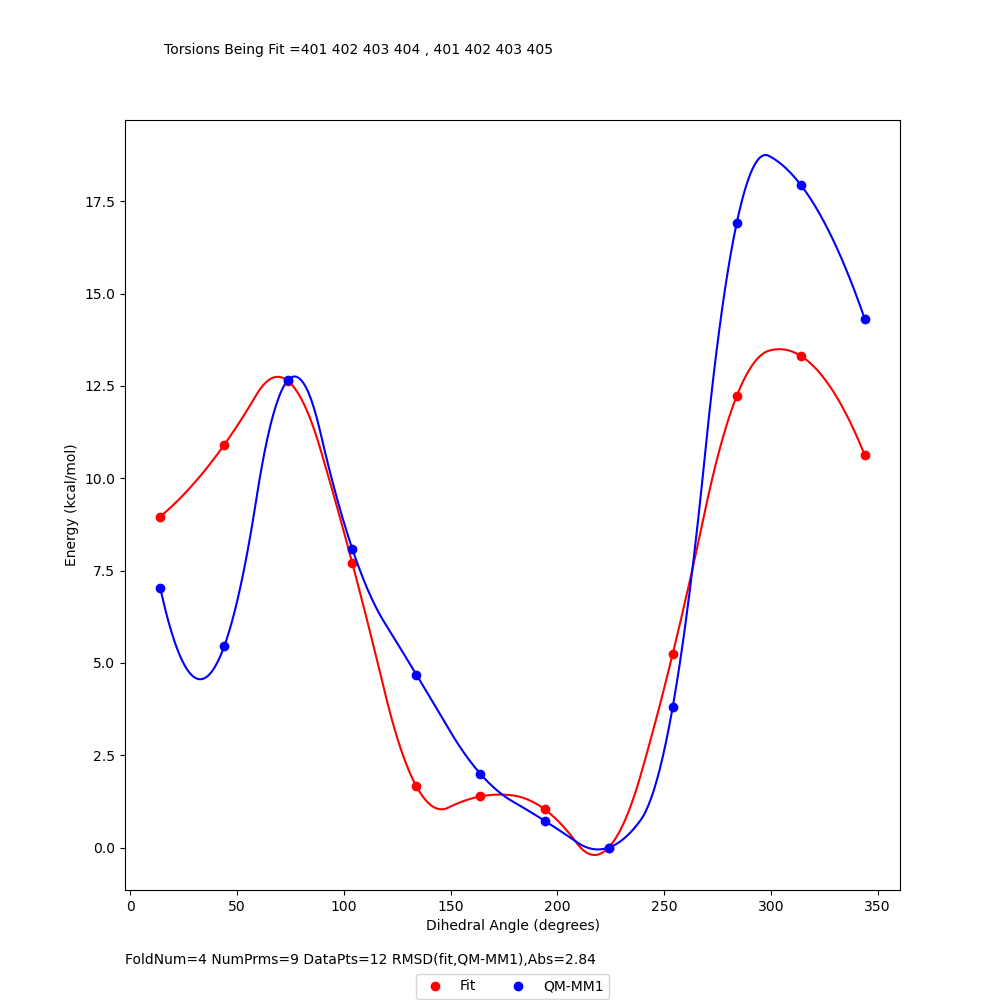 Torsions Being Fit =401 402 403 404 , 401 402 403 405
17.5
15.0
12.5
10.0
7.5
5.0
2.5
0.0
Energy (kcal/mol)
0 50 100 150 200 250 300 350
Dihedral Angle (degrees)
FoldNum=4 NumPrms=9 DataPts=12 RMSD(fit,QM-MM1),Abs=2.84
Fit QM-MM1